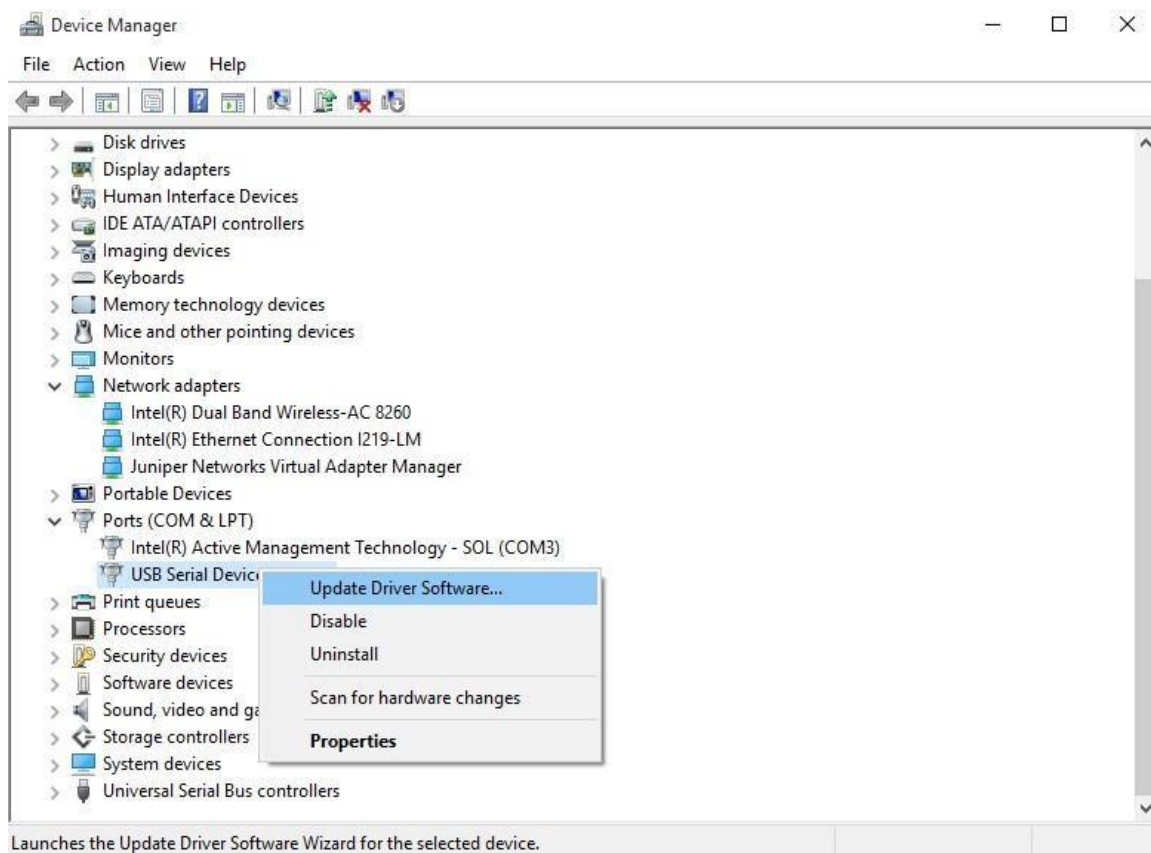 Device Manager
File Action View Help
Disk drives
Display adapters
Human Interface Devices
IDE ATA/ATAPI controllers
Imaging devices
Keyboards
Memory technology devices
Mice and other pointing devices
Monitors
Network adapters
Intel(R) Dual Band Wireless-AC 8260
Intel(R) Ethernet Connection I219-LM
Juniper Networks Virtual Adapter Manager
Portable Devices
Ports (COM & LPT)
Intel(R) Active Management Technology - SOL (COM3)
USB Serial Device
Update Driver Software...
Disable
Uninstall
Scan for hardware changes
Properties
Print queues
Processors
Security devices
Software devices
Sound, video and
Storage controllers
System devices
Universal Serial Bus controllers
Launches the Update Driver Software Wizard for the selected device.